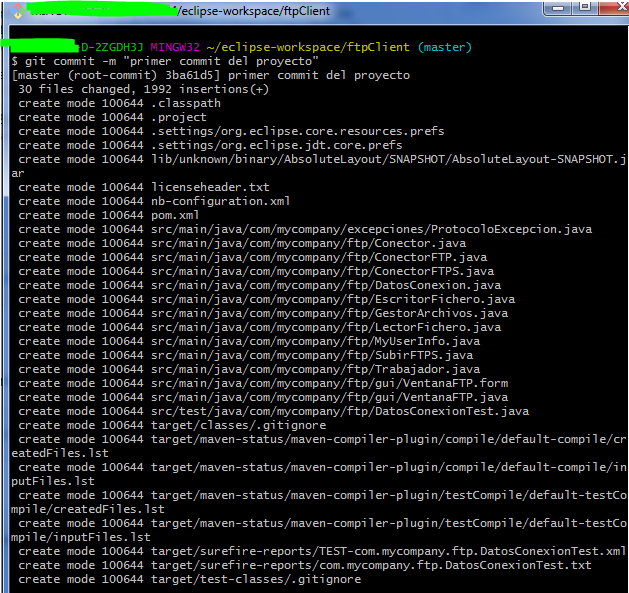 /eclipse-workspace/ftpClient
D-2ZGDH3J MINGW32 ~/eclipse-workspace/ftpClient (master)
$ git commit -m "primer commit del proyecto"
[master (root-commit) 3ba61d5] primer commit del proyecto
 30 files changed, 1992 insertions(+)
 create mode 100644 .classpath
 create mode 100644 .project
 create mode 100644 .settings/org.eclipse.core.resources.prefs
 create mode 100644 .settings/org.eclipse.jdt.core.prefs
 create mode 100644 lib/unknown/binary/AbsoluteLayout/SNAPSHOT/AbsoluteLayout-SNAPSHOT.j
ar
 create mode 100644 licenseheader.txt
 create mode 100644 nb-configuration.xml
 create mode 100644 pom.xml
 create mode 100644 src/main/java/com/mycompany/excepciones/ProtocoloExcepcion.java
 create mode 100644 src/main/java/com/mycompany/ftp/Conector.java
 create mode 100644 src/main/java/com/mycompany/ftp/ConectorFTP.java
 create mode 100644 src/main/java/com/mycompany/ftp/ConectorFTPS.java
 create mode 100644 src/main/java/com/mycompany/ftp/DatosConexion.java
 create mode 100644 src/main/java/com/mycompany/ftp/EscritorFichero.java
 create mode 100644 src/main/java/com/mycompany/ftp/GestorArchivos.java
 create mode 100644 src/main/java/com/mycompany/ftp/LectorFichero.java
 create mode 100644 src/main/java/com/mycompany/ftp/MyUserInfo.java
 create mode 100644 src/main/java/com/mycompany/ftp/SubirFTPS.java
 create mode 100644 src/main/java/com/mycompany/ftp/Trabajador.java
 create mode 100644 src/main/java/com/mycompany/ftp/gui/VentanaFTP.form
 create mode 100644 src/main/java/com/mycompany/ftp/gui/VentanaFTP.java
 create mode 100644 src/test/java/com/mycompany/ftp/DatosConexionTest.java
 create mode 100644 target/classes/.gitignore
 create mode 100644 target/maven-status/maven-compiler-plugin/compile/default-compile/cr
eatedFiles.lst
 create mode 100644 target/maven-status/maven-compiler-plugin/compile/default-compile/in
putFiles.lst
 create mode 100644 target/maven-status/maven-compiler-plugin/testCompile/default-testCo
mpile/createdFiles.lst
 create mode 100644 target/maven-status/maven-compiler-plugin/testCompile/default-testCo
mpile/inputFiles.lst
 create mode 100644 target/surefire-reports/TEST-com.mycompany.ftp.DatosConexionTest.xml
 create mode 100644 target/surefire-reports/com.mycompany.ftp.DatosConexionTest.txt
 create mode 100644 target/test-classes/.gitignore